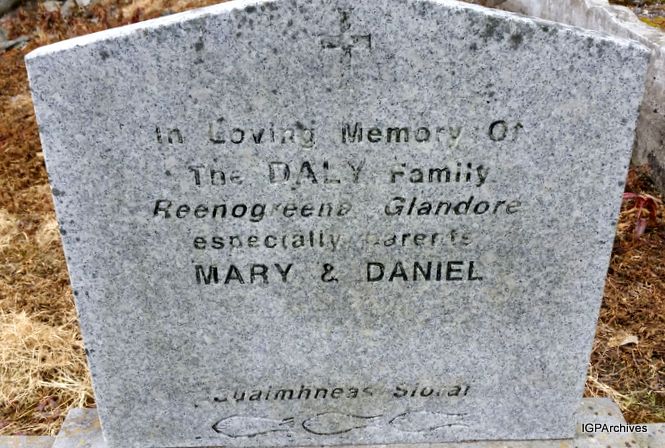 In Loving Memory Of
The DALY Family
Reenogreena Glandore
especially parents
MARY & DANIEL
Suaimhneas Síoraí
IGPArchives